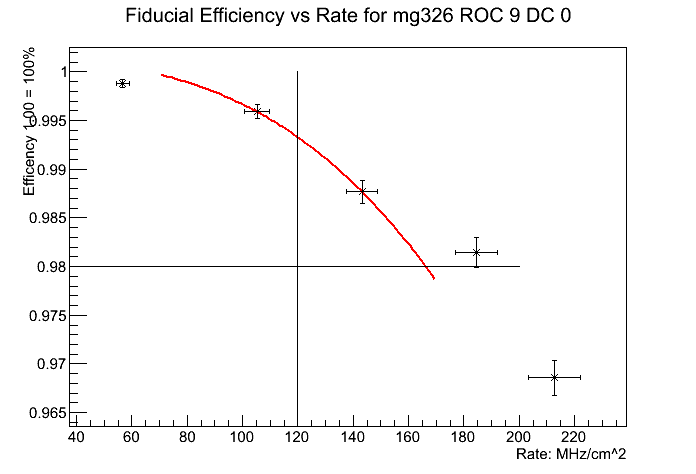 Fiducial Efficiency vs Rate for mg326 ROC 9 DC 0
Efficency 1.00 = 100%
1
0.995
0.99
0.985
0.98
0.975
0.97
0.965
40 60 80 100 120 140 160 180 200 220
Rate: MHz/cm^2